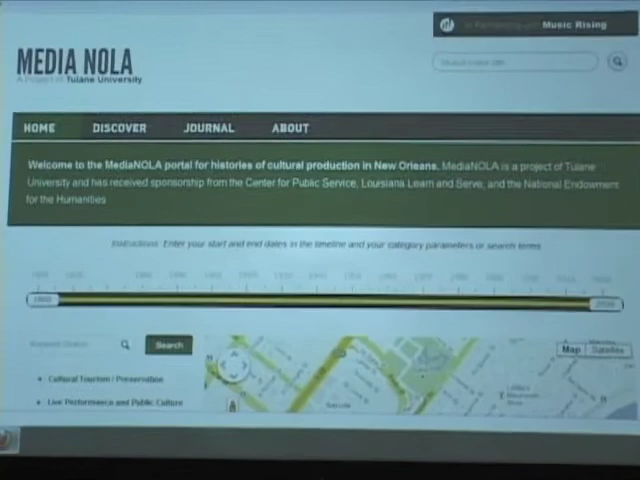 Music Rising
MEDIA NOLA
A Project of Tulane University
HOME DISCOVER JOURNAL ABOUT
Welcome to the MediaNOLA portal for histories of cultural production in New Orleans. MediaNOLA is a project of Tulane
University and has received sponsorship from the Center for Public Service, Louisiana Learn and Serve, and the National Endowment
for the Humanities
Instructions: Enter your start and end dates in the timeline and your category parameters or search terms
Search
Map Satellite
Cultural Tourism / Preservation
Live Performance and Public Culture